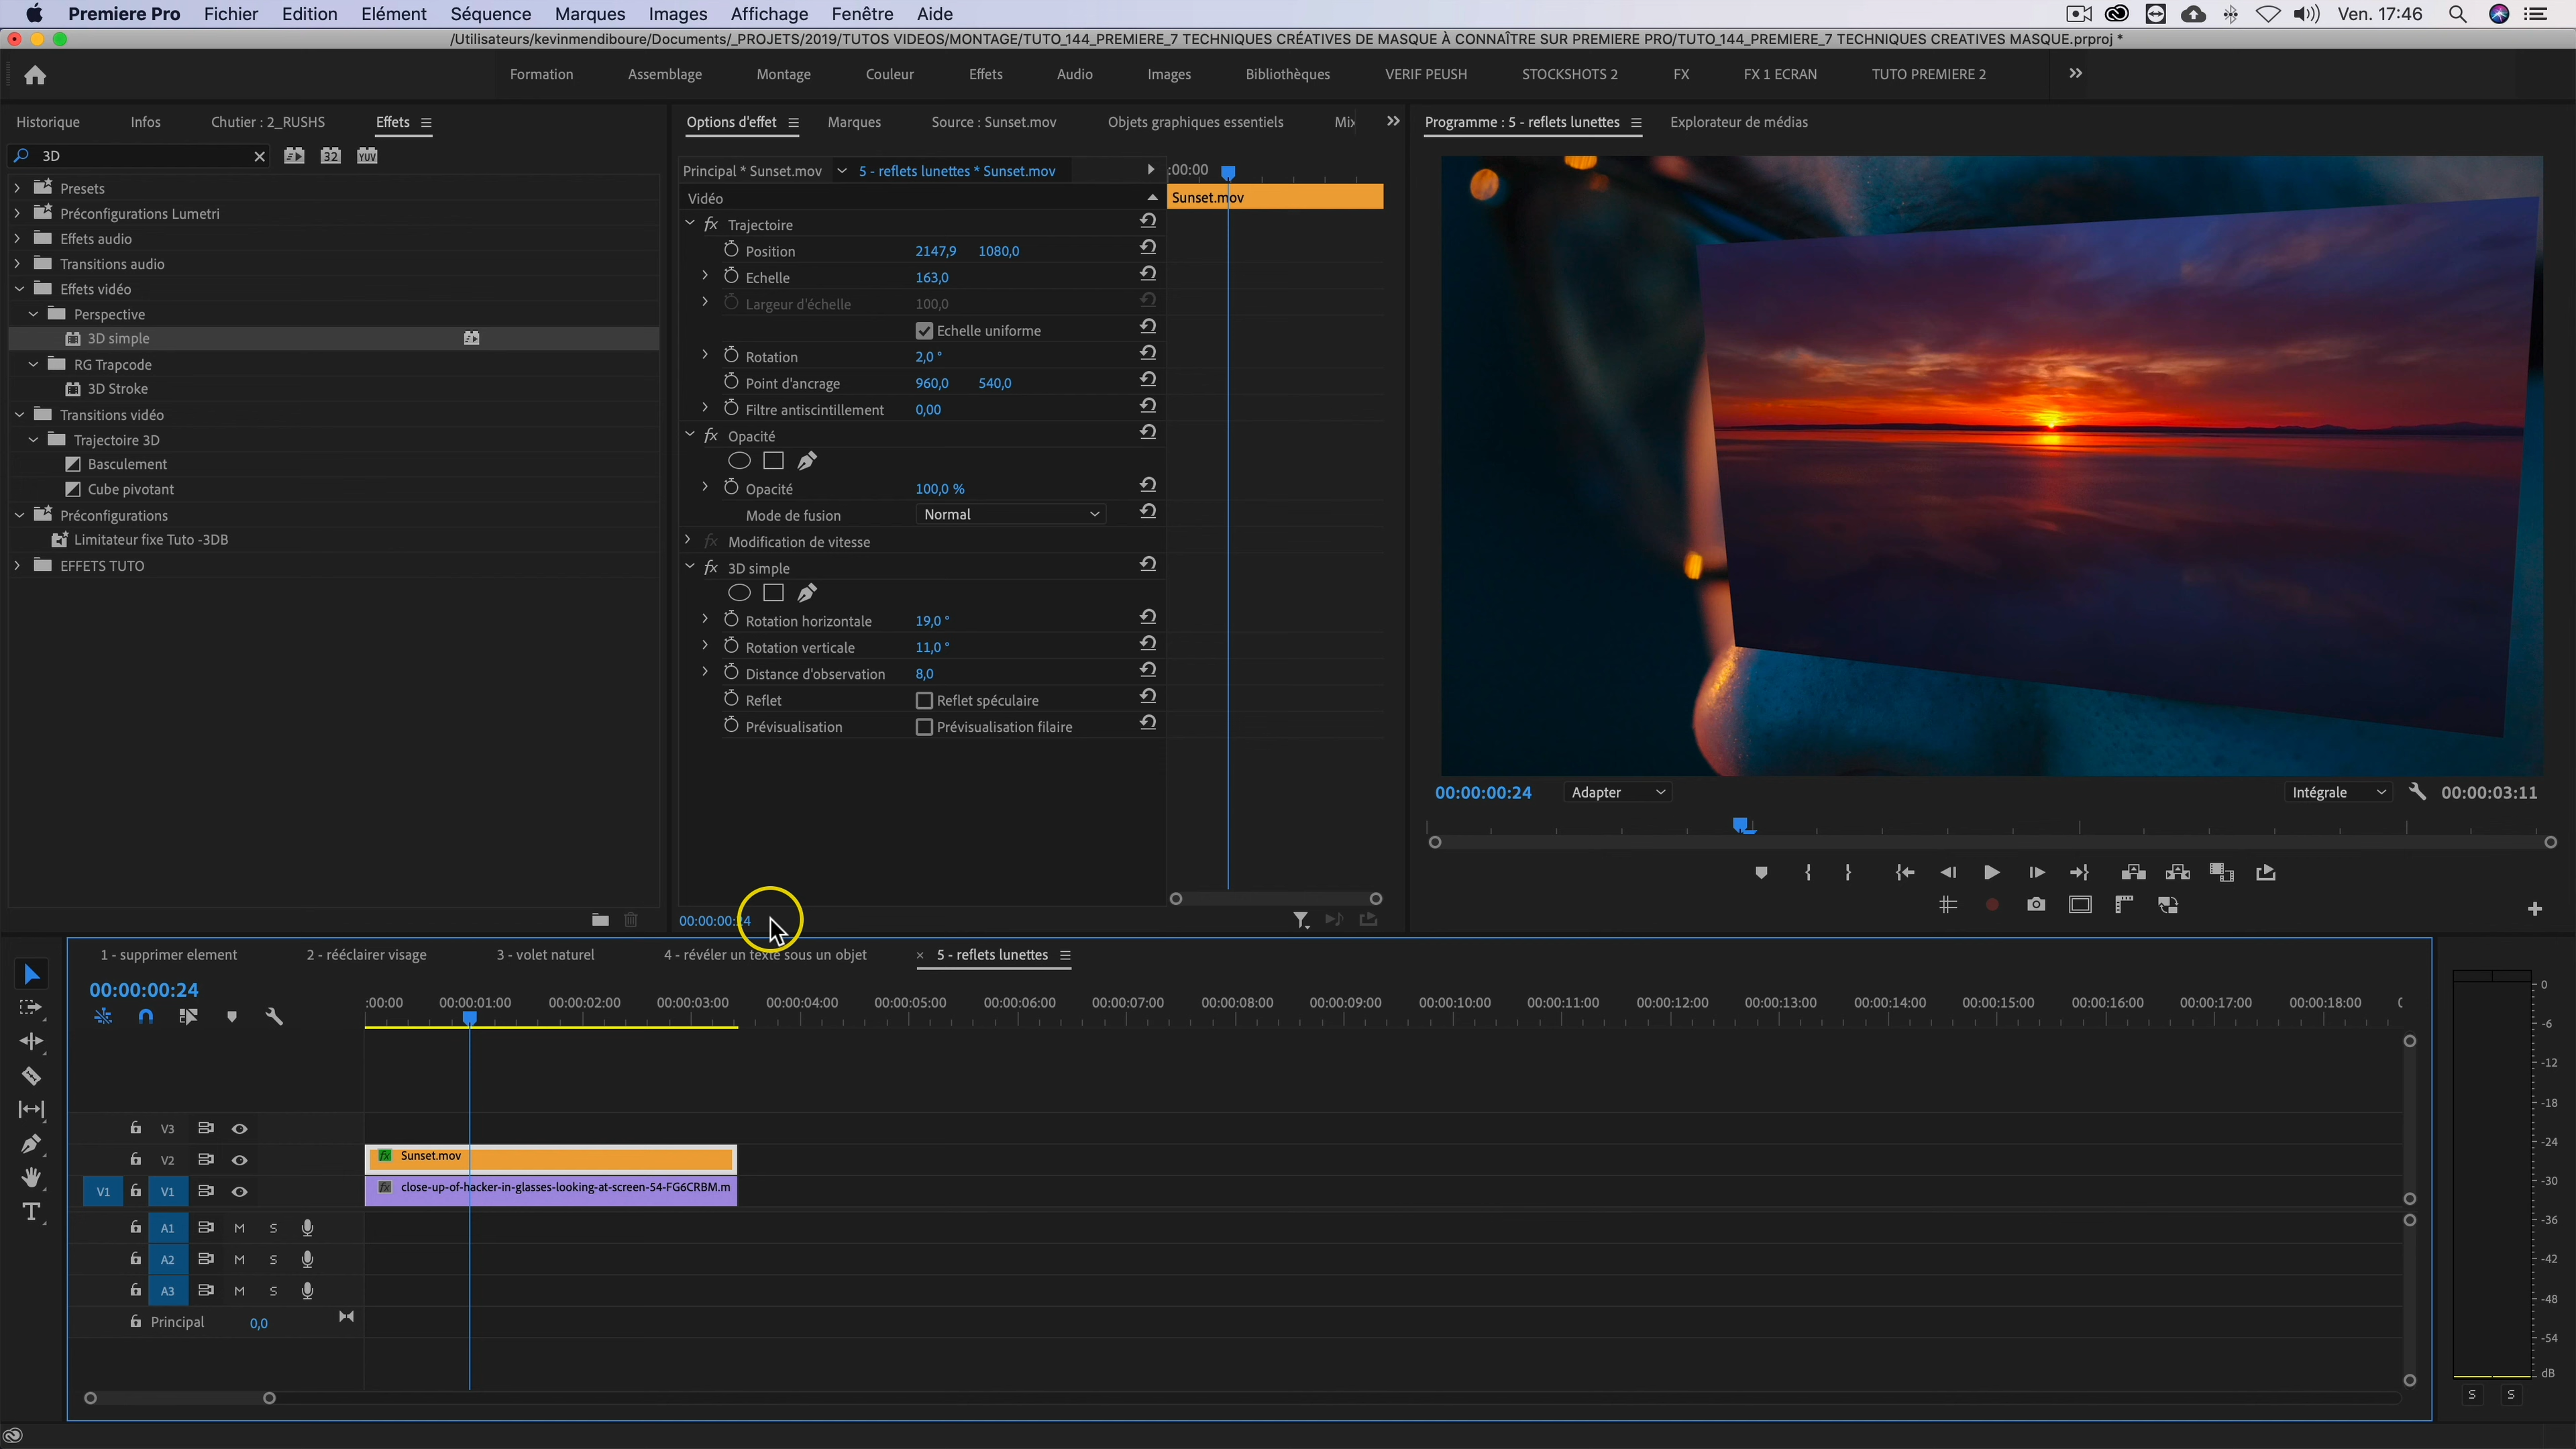 Premiere Pro Fichier Edition Elément Séquence Marques Images Affichage Fenêtre Aide Ven. 17:46
/Utilisateurs/kevinmendiboure/Documents/_PROJETS/2019/TUTOS VIDEOS/MONTAGE/TUTO_144_PREMIERE_7 TECHNIQUES CRÉATIVES DE MASQUE À CONNAÎTRE SUR PREMIERE PRO/TUTO_144_PREMIERE_7 TECHNIQUES CREATIVES MASQUE.prproj *
Formation Assemblage Montage Couleur Effets Audio Images Bibliothèques VERIF PEUSH STOCKSHOTS 2 FX FX 1 ECRAN TUTO PREMIERE 2
Historique Infos Chutier : 2_RUSHS Effets
3D 32 YUV
Presets
Préconfigurations Lumetri
Effets audio
Transitions audio
Effets vidéo
Perspective
3D simple
RG Trapcode
3D Stroke
Transitions vidéo
Trajectoire 3D
Basculement
Cube pivotant
Préconfigurations
Limitateur fixe Tuto -3DB
EFFETS TUTO
Options d'effet Marques Source : Sunset.mov Objets graphiques essentiels Mix
Principal * Sunset.mov 5 - reflets lunettes * Sunset.mov :00:00
Vidéo Sunset.mov
fx Trajectoire
Position 2147,9 1080,0
Echelle 163,0
Largeur d'échelle 100,0
Echelle uniforme
Rotation 2,0 °
Point d'ancrage 960,0 540,0
Filtre antiscintillement 0,00
fx Opacité
Opacité 100,0 %
Mode de fusion Normal
fx Modification de vitesse
fx 3D simple
Rotation horizontale 19,0 °
Rotation verticale 11,0 °
Distance d'observation 8,0
Reflet Reflet spéculaire
Prévisualisation Prévisualisation filaire
00:00:00:24
Programme : 5 - reflets lunettes Explorateur de médias
00:00:00:24 Adapter Intégrale 00:00:03:11
1 - supprimer element 2 - rééclairer visage 3 - volet naturel 4 - révéler un texte sous un objet × 5 - reflets lunettes
00:00:00:24
:00:00 00:00:01:00 00:00:02:00 00:00:03:00 00:00:04:00 00:00:05:00 00:00:06:00 00:00:07:00 00:00:08:00 00:00:09:00 00:00:10:00 00:00:11:00 00:00:12:00 00:00:13:00 00:00:14:00 00:00:15:00 00:00:16:00 00:00:17:00 00:00:18:00
V3
V2 fx Sunset.mov
V1 V1 fx close-up-of-hacker-in-glasses-looking-at-screen-54-FG6CRBM.m
A1 M S
A2 M S
A3 M S
Principal 0,0
0
-6
-12
-18
-24
-30
-36
-42
-48
-54
dB
S S